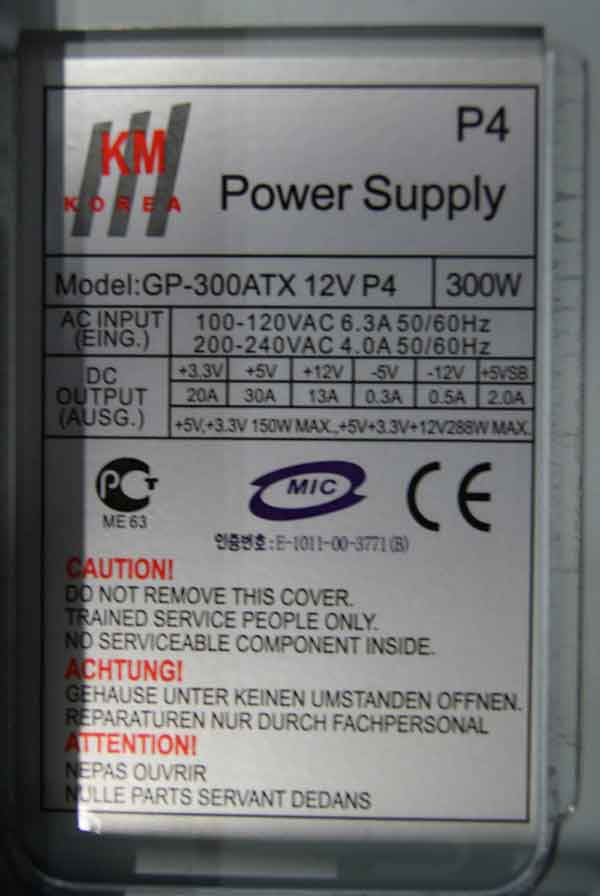 KM
KOREA
P4
Power Supply
Model:GP-300ATX 12V P4 300W
AC INPUT (EING.) 100-120VAC 6.3A 50/60Hz
200-240VAC 4.0A 50/60Hz
DC OUTPUT (AUSG.) +3.3V +5V +12V -5V -12V +5VSB
20A 30A 13A 0.3A 0.5A 2.0A
+5V,+3.3V 150W MAX.,+5V+3.3V+12V288W MAX.
PCT
ME 63
MIC
CE
인증번호:E-1011-00-3771(B)
CAUTION!
DO NOT REMOVE THIS COVER.
TRAINED SERVICE PEOPLE ONLY.
NO SERVICEABLE COMPONENT INSIDE.
ACHTUNG!
GEHAUSE UNTER KEINEN UMSTANDEN OFFNEN.
REPARATUREN NUR DURCH FACHPERSONAL
ATTENTION!
NEPAS OUVRIR
NULLE PARTS SERVANT DEDANS